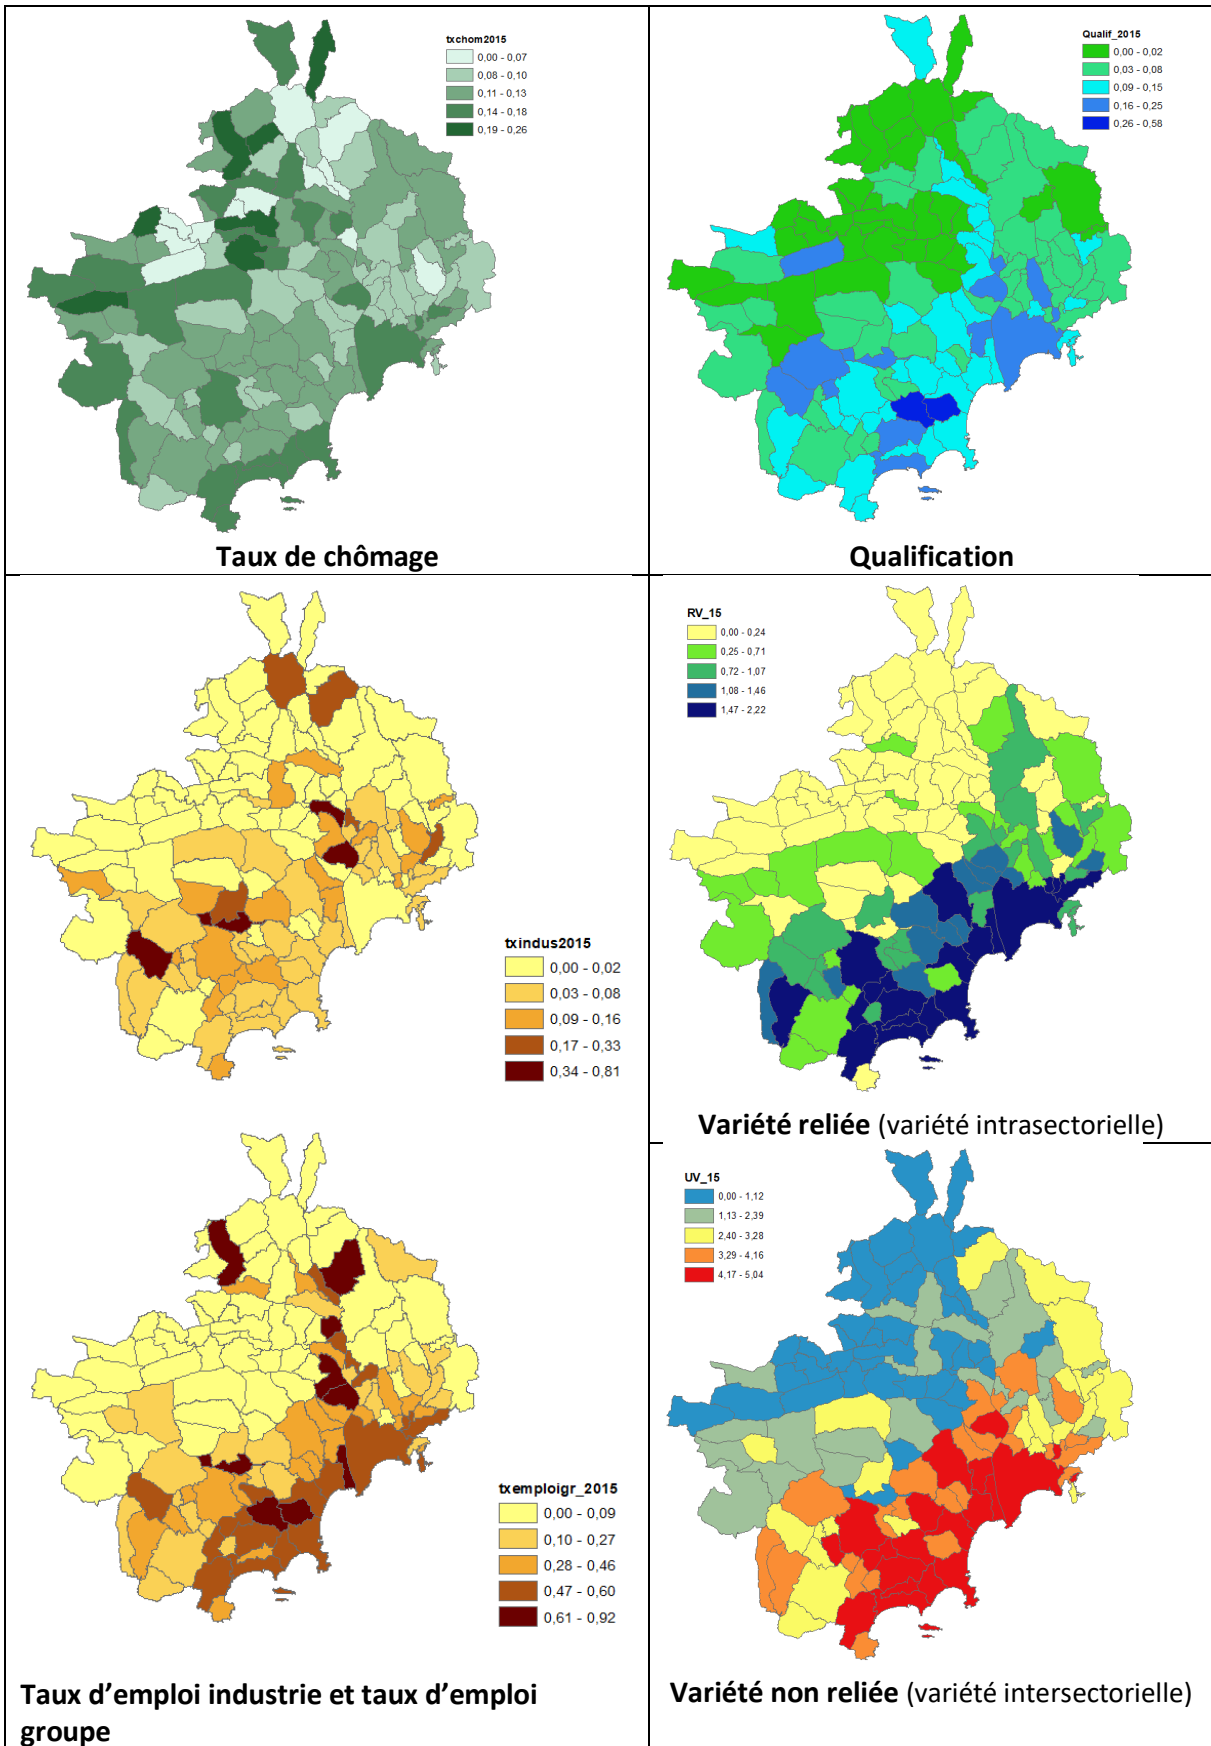 txchom2015
0,00 - 0,07
0,08 - 0,10
0,11 - 0,13
0,14 - 0,18
0,19 - 0,26
Taux de chômage
Qualif_2015
0,00 - 0,02
0,03 - 0,08
0,09 - 0,15
0,16 - 0,25
0,26 - 0,58
Qualification
txindus2015
0,00 - 0,02
0,03 - 0,08
0,09 - 0,16
0,17 - 0,33
0,34 - 0,81
RV_15
0,00 - 0,24
0,25 - 0,71
0,72 - 1,07
1,08 - 1,46
1,47 - 2,22
Variété reliée (variété intrasectorielle)
txemploigr_2015
0,00 - 0,09
0,10 - 0,27
0,28 - 0,46
0,47 - 0,60
0,61 - 0,92
Taux d’emploi industrie et taux d’emploi
groupe
UV_15
0,00 - 1,12
1,13 - 2,39
2,40 - 3,28
3,29 - 4,16
4,17 - 5,04
Variété non reliée (variété intersectorielle)